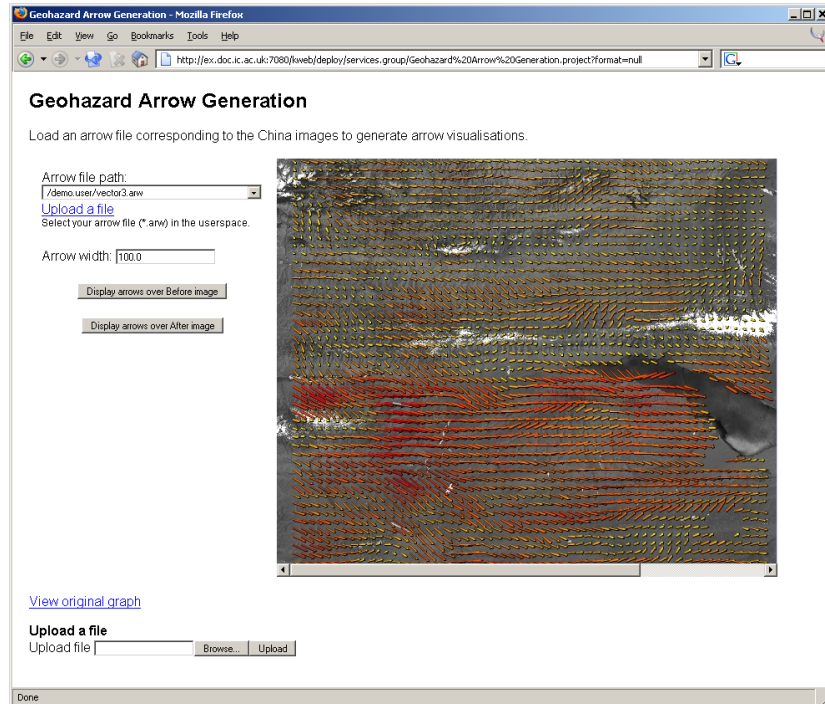 Geohazard Arrow Generation - Mozilla Firefox
File Edit View Go Bookmarks Tools Help
http://ex.doc.ic.ac.uk:7080/kweb/deploy/services.group/Geohazard%20Arrow%20Generation.project?format=null
G
Geohazard Arrow Generation
Load an arrow file corresponding to the China images to generate arrow visualisations.
Arrow file path:
/demo.user/vector3.arw
Upload a file
Select your arrow file (*.arw) in the userspace.
Arrow width: 100.0
Display arrows over Before image
Display arrows over After image
View original graph
Upload a file
Upload file Browse... Upload
Done